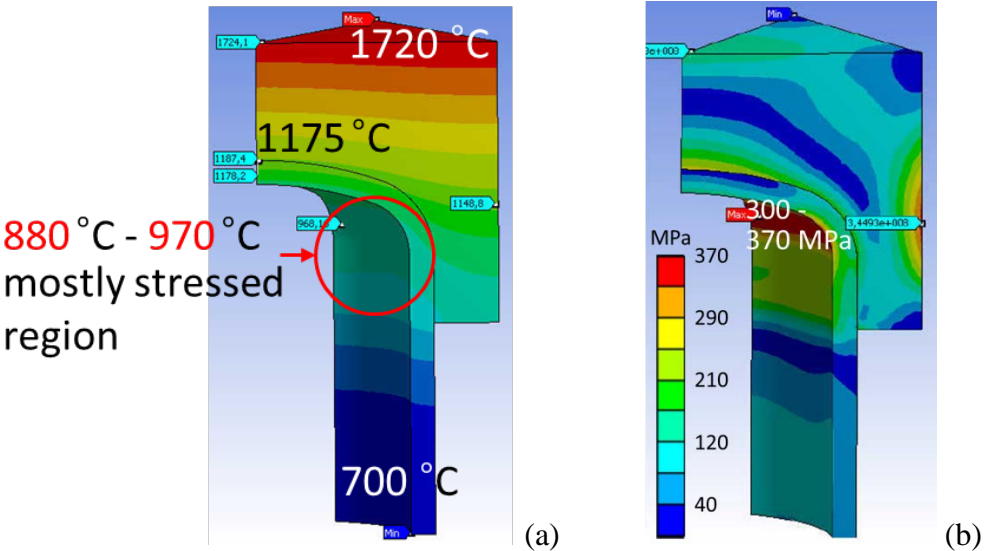 Max
1724,1
1720 °C
1175 °C
1187,4
1178,2
1148,8
968,1
880 °C - 970 °C
mostly stressed
region
700 °C
Min
(a)
Min
e+008
Max
300 -
370 MPa
3,4493e+008
MPa
370
290
210
120
40
(b)